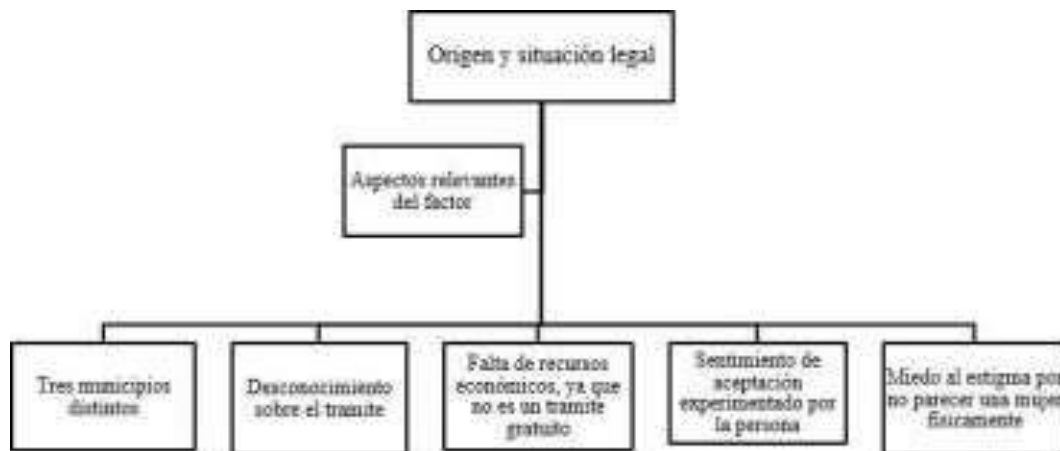 Origen y situación legal
Aspectos relevantes
del factor
Tres municipios
distintos
Desconocimiento
sobre el tramite
Falta de recursos
económicos, ya que
no es un tramite
gratuito
Sentimiento de
aceptación
experimentado por
la persona
Miedo al estigma por
no parecer una mujer
fisicamente